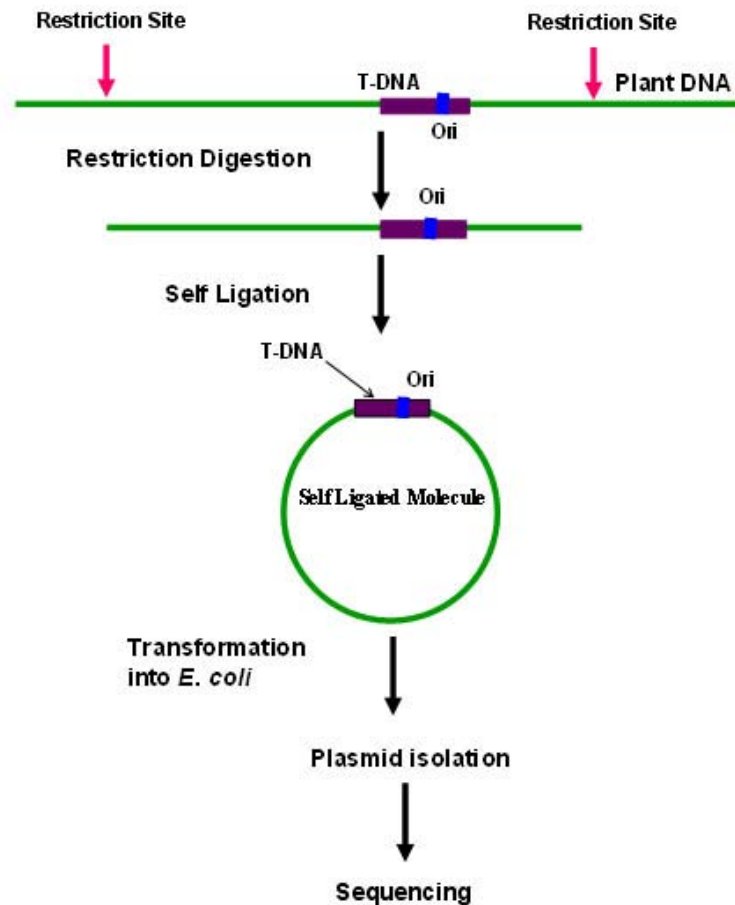 Restriction Site
Restriction Site
T-DNA
Plant DNA
Ori
Restriction Digestion
Ori
Self Ligation
T-DNA
Ori
Self Ligated Molecule
Transformation
into E. coli
Plasmid isolation
Sequencing